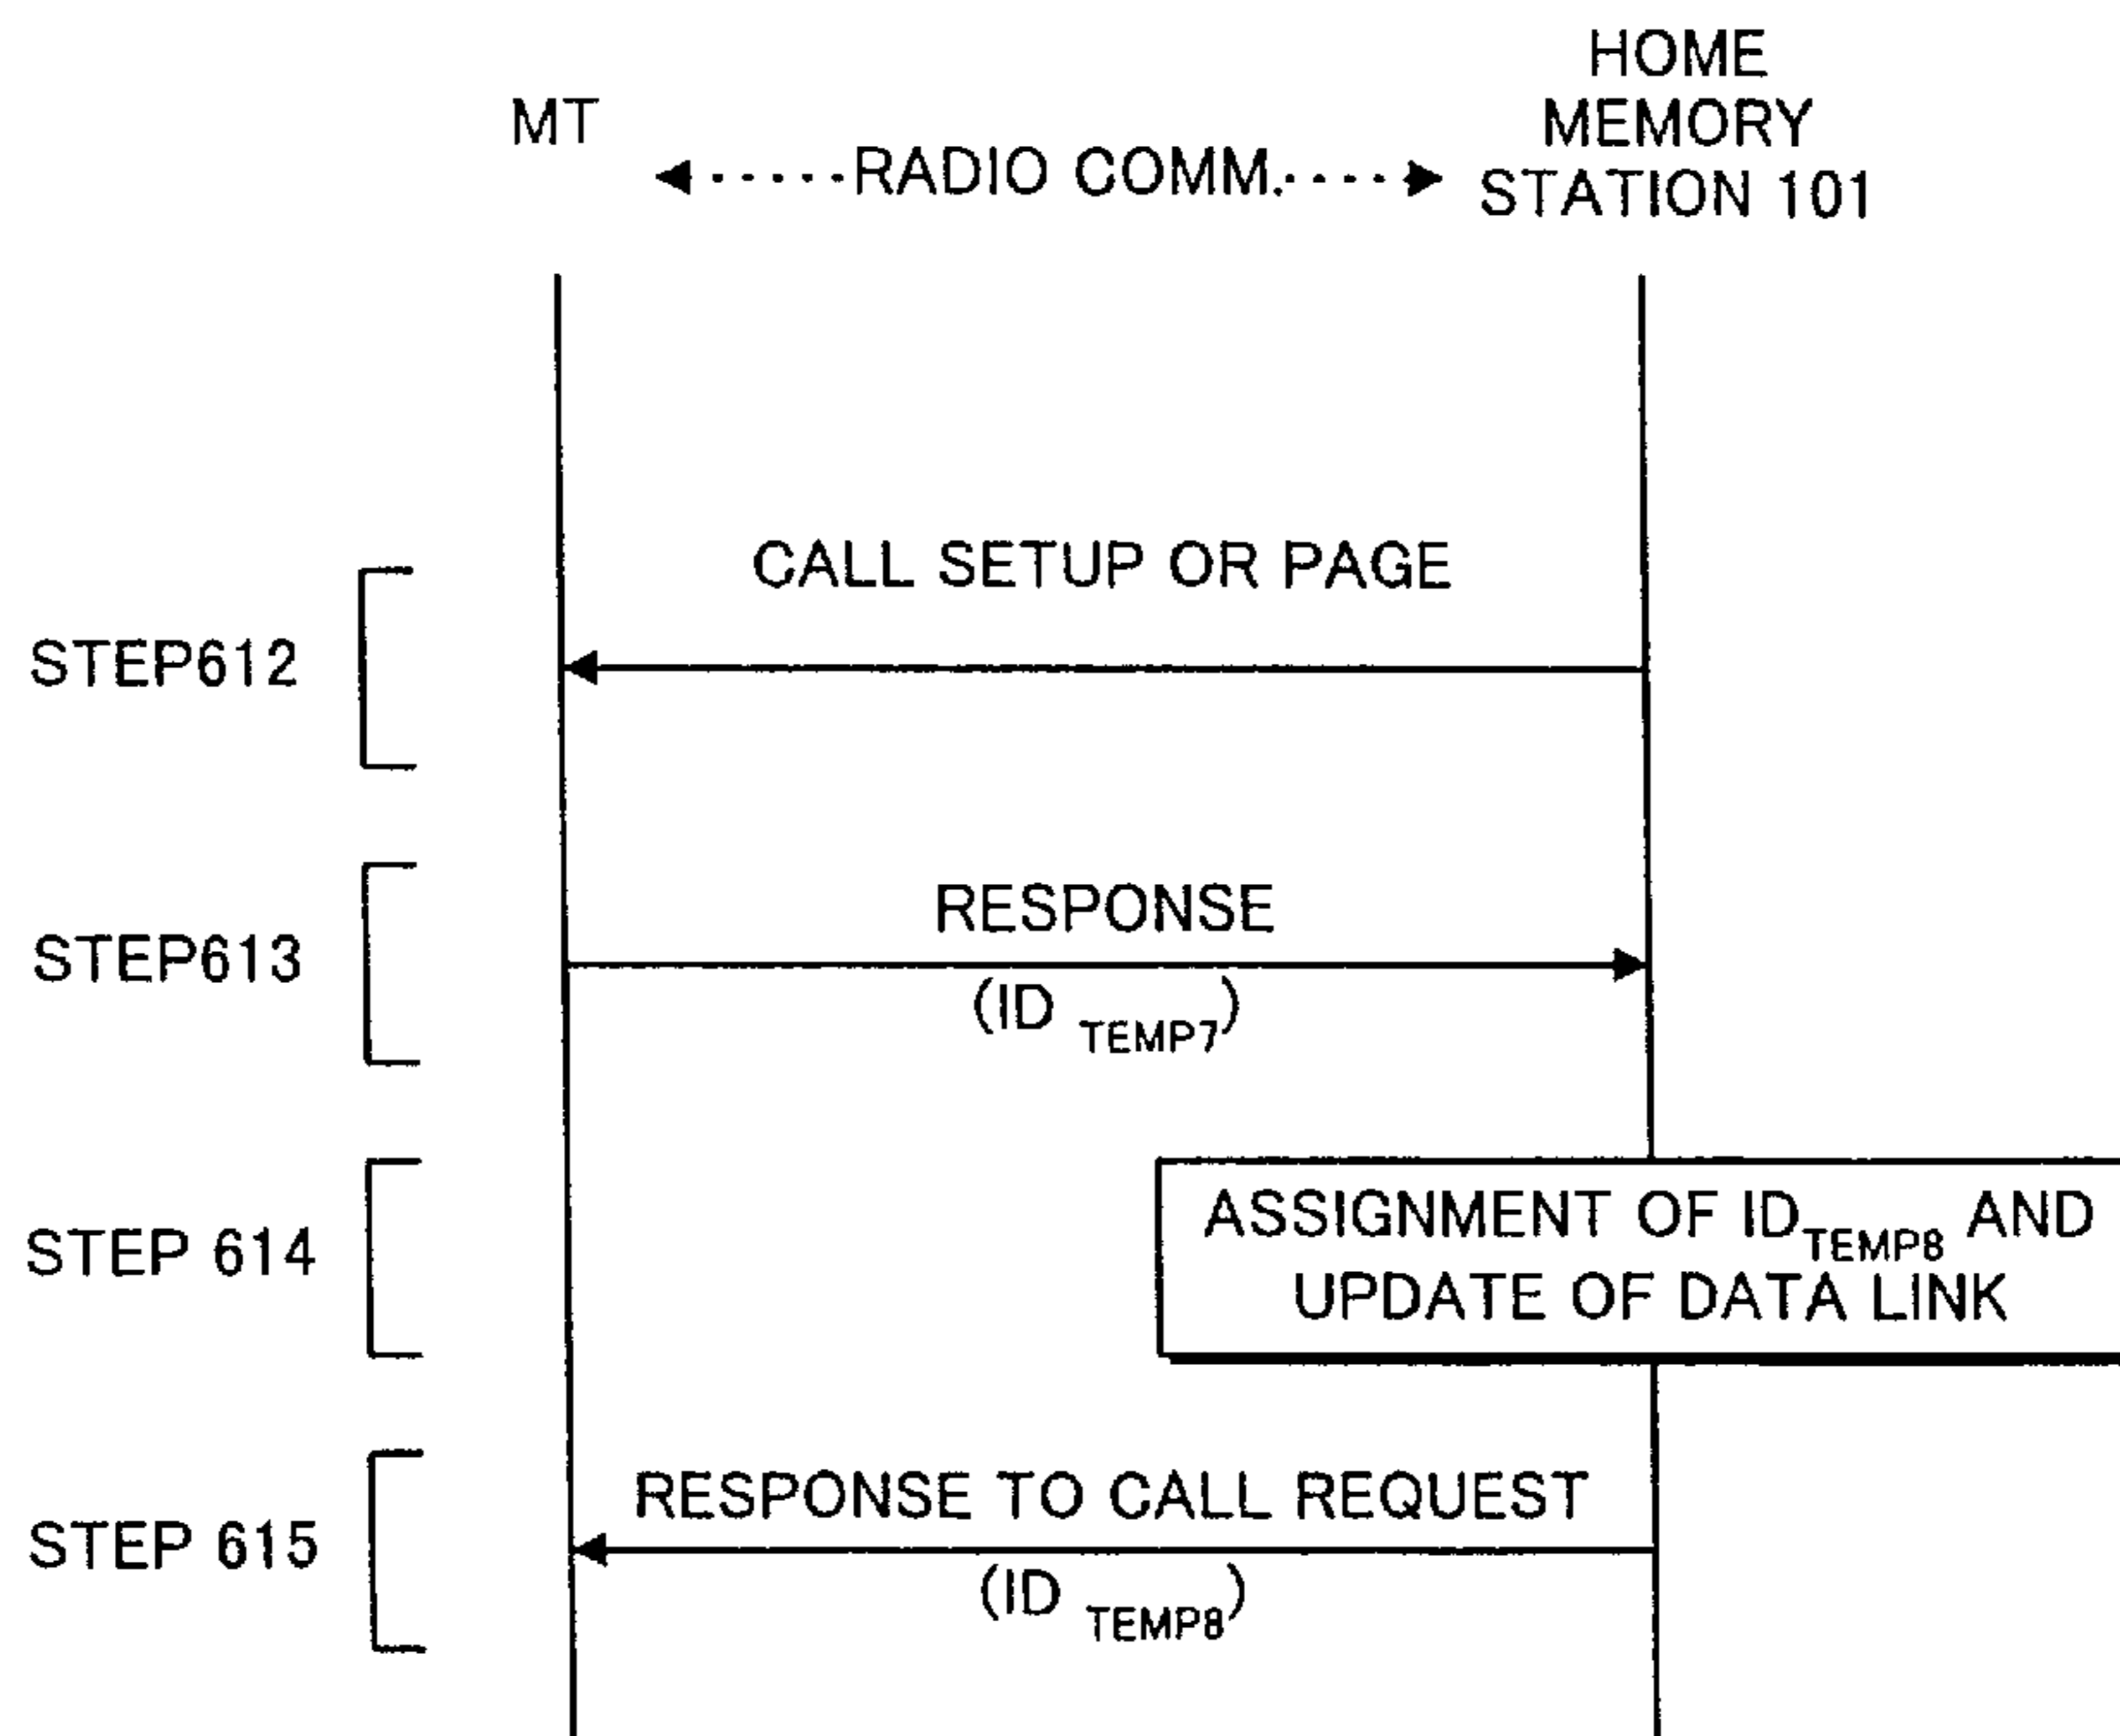 HOME
MEMORY
STATION 101
MT
RADIO COMM.
CALL SETUP OR PAGE
STEP612
RESPONSE
STEP613
(ID TEMP7)
ASSIGNMENT OF ID TEMP8 AND
UPDATE OF DATA LINK
STEP 614
RESPONSE TO CALL REQUEST
STEP 615
(ID TEMP8)